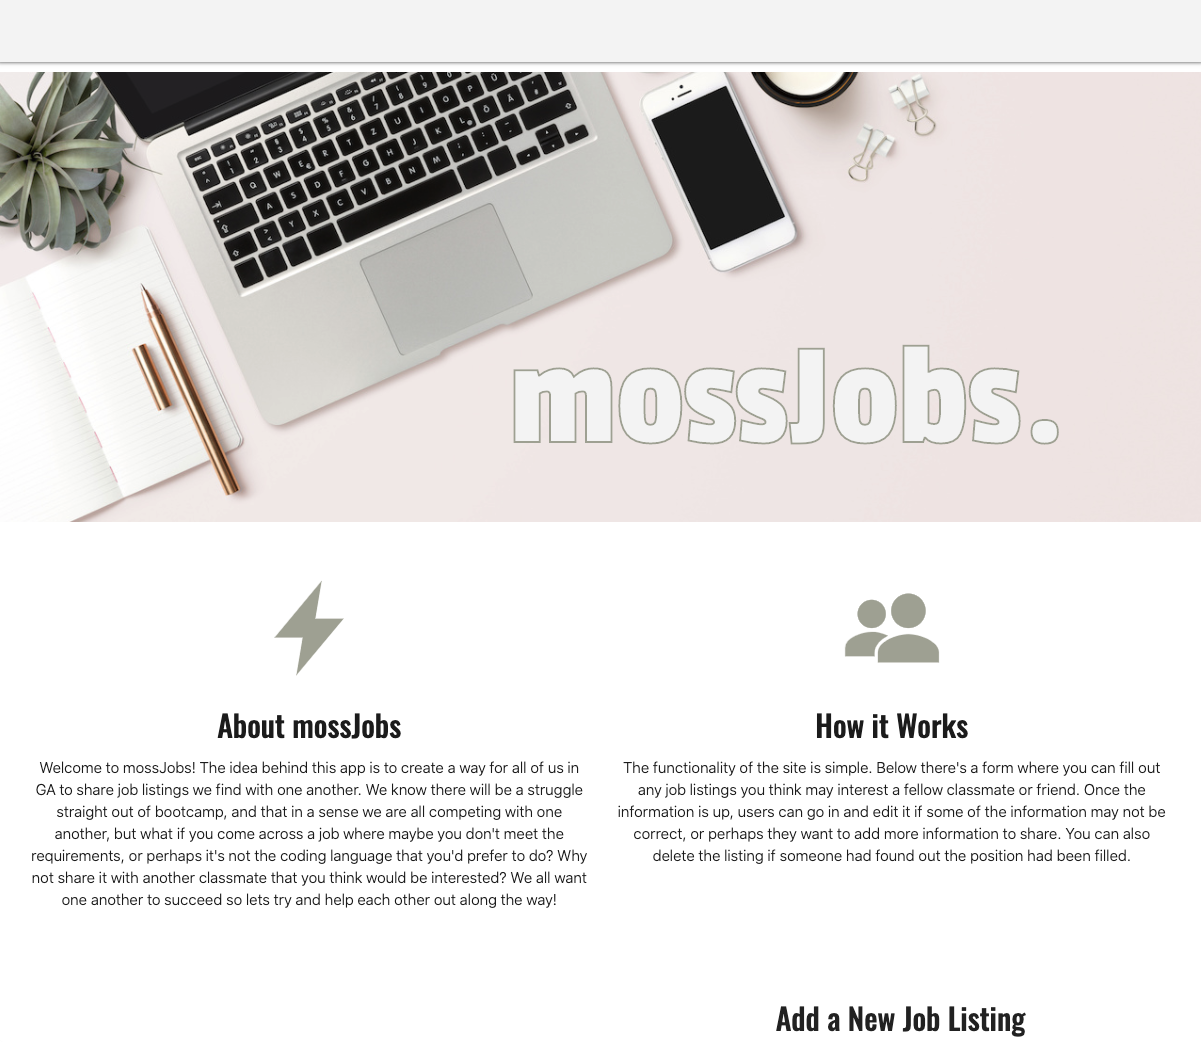 mossJobs.
About mossJobs
Welcome to mossJobs! The idea behind this app is to create a way for all of us in
GA to share job listings we find with one another. We know there will be a struggle
straight out of bootcamp, and that in a sense we are all competing with one
another, but what if you come across a job where maybe you don't meet the
requirements, or perhaps it's not the coding language that you'd prefer to do? Why
not share it with another classmate that you think would be interested? We all want
one another to succeed so lets try and help each other out along the way!
How it Works
The functionality of the site is simple. Below there's a form where you can fill out
any job listings you think may interest a fellow classmate or friend. Once the
information is up, users can go in and edit it if some of the information may not be
correct, or perhaps they want to add more information to share. You can also
delete the listing if someone had found out the position had been filled.
Add a New Job Listing